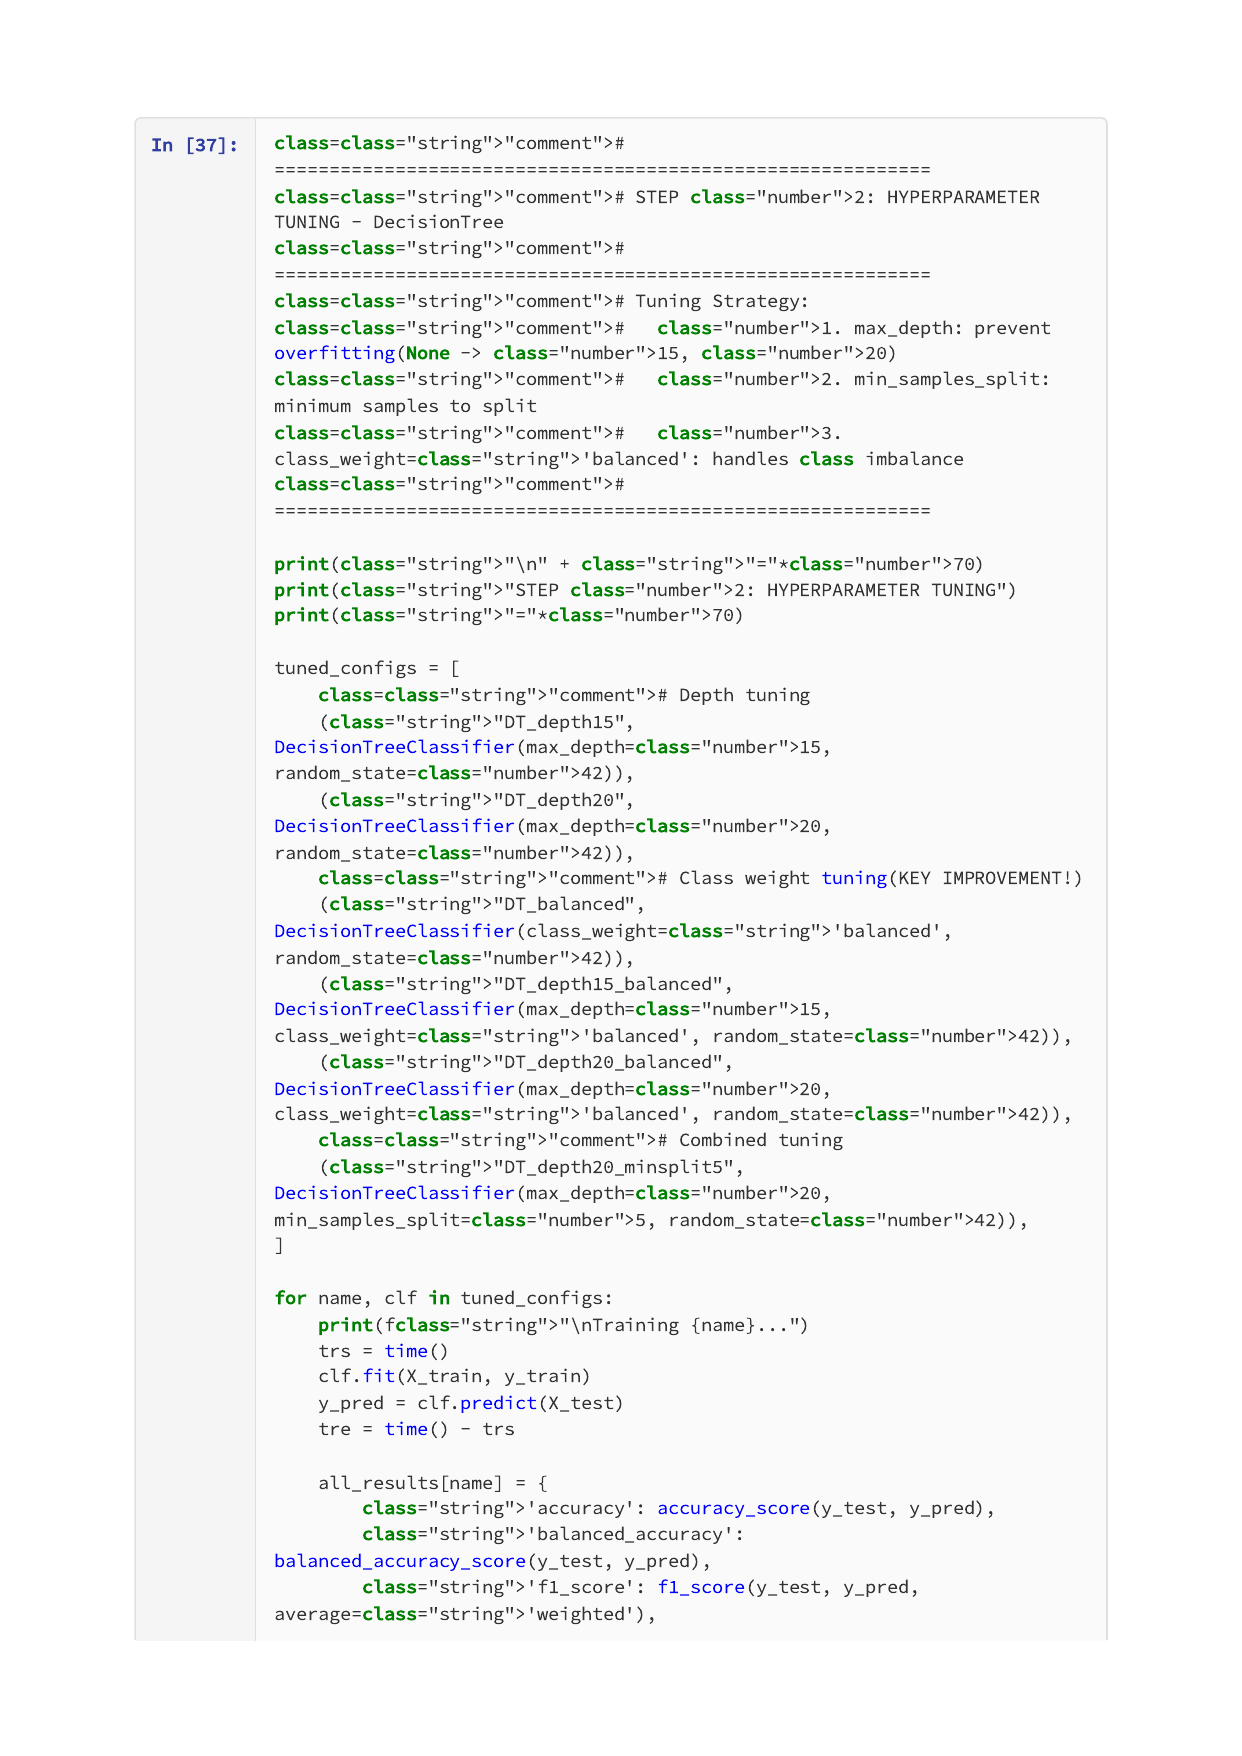 In [37]:
class=class="string">"comment">#
============================================================
class=class="string">"comment"># STEP class="number">2: HYPERPARAMETER
TUNING - DecisionTree
class=class="string">"comment">#
============================================================
class=class="string">"comment"># Tuning Strategy:
class=class="string">"comment">#   class="number">1. max_depth: prevent
overfitting(None -> class="number">15, class="number">20)
class=class="string">"comment">#   class="number">2. min_samples_split:
minimum samples to split
class=class="string">"comment">#   class="number">3.
class_weight=class="string">'balanced': handles class imbalance
class=class="string">"comment">#
============================================================

print(class="string">"\n" + class="string">"="*class="number">70)
print(class="string">"STEP class="number">2: HYPERPARAMETER TUNING")
print(class="string">"="*class="number">70)

tuned_configs = [
    class=class="string">"comment"># Depth tuning
    (class="string">"DT_depth15",
DecisionTreeClassifier(max_depth=class="number">15,
random_state=class="number">42)),
    (class="string">"DT_depth20",
DecisionTreeClassifier(max_depth=class="number">20,
random_state=class="number">42)),
    class=class="string">"comment"># Class weight tuning(KEY IMPROVEMENT!)
    (class="string">"DT_balanced",
DecisionTreeClassifier(class_weight=class="string">'balanced',
random_state=class="number">42)),
    (class="string">"DT_depth15_balanced",
DecisionTreeClassifier(max_depth=class="number">15,
class_weight=class="string">'balanced', random_state=class="number">42)),
    (class="string">"DT_depth20_balanced",
DecisionTreeClassifier(max_depth=class="number">20,
class_weight=class="string">'balanced', random_state=class="number">42)),
    class=class="string">"comment"># Combined tuning
    (class="string">"DT_depth20_minsplit5",
DecisionTreeClassifier(max_depth=class="number">20,
min_samples_split=class="number">5, random_state=class="number">42)),
]

for name, clf in tuned_configs:
    print(fclass="string">"\nTraining {name}...")
    trs = time()
    clf.fit(X_train, y_train)
    y_pred = clf.predict(X_test)
    tre = time() - trs

    all_results[name] = {
        class="string">'accuracy': accuracy_score(y_test, y_pred),
        class="string">'balanced_accuracy':
balanced_accuracy_score(y_test, y_pred),
        class="string">'f1_score': f1_score(y_test, y_pred,
average=class="string">'weighted'),